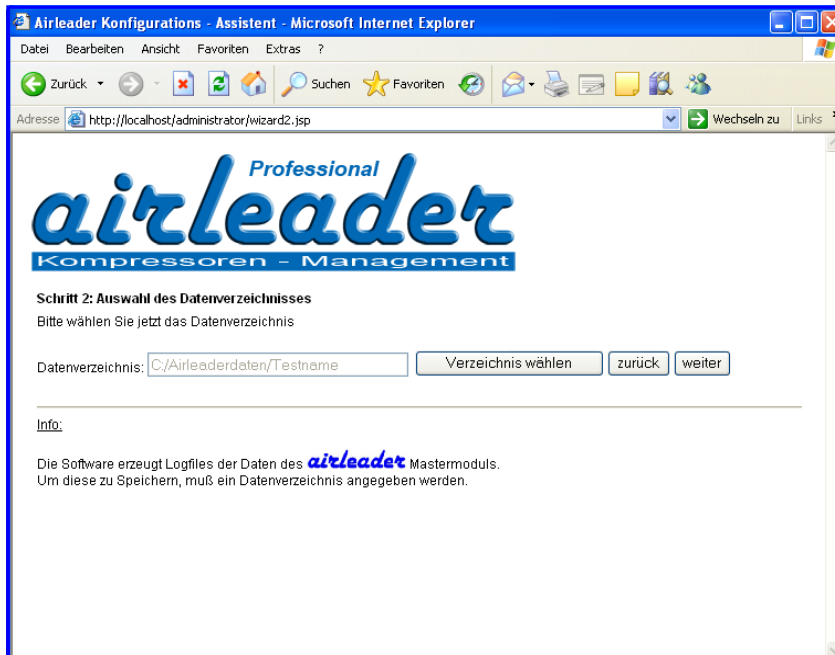 Airleader Konfigurations - Assistent - Microsoft Internet Explorer
Datei Bearbeiten Ansicht Favoriten Extras ?
Zurück Suchen Favoriten
Adresse http://localhost/administrator/wizard2.jsp Wechseln zu Links
Professional
airleader
Kompressoren - Management
Schritt 2: Auswahl des Datenverzeichnisses
Bitte wählen Sie jetzt das Datenverzeichnis
Datenverzeichnis: C:/Airleaderdaten/Testname Verzeichnis wählen zurück weiter
Info:
Die Software erzeugt Logfiles der Daten des airleader Mastermoduls.
Um diese zu Speichern, muß ein Datenverzeichnis angegeben werden.